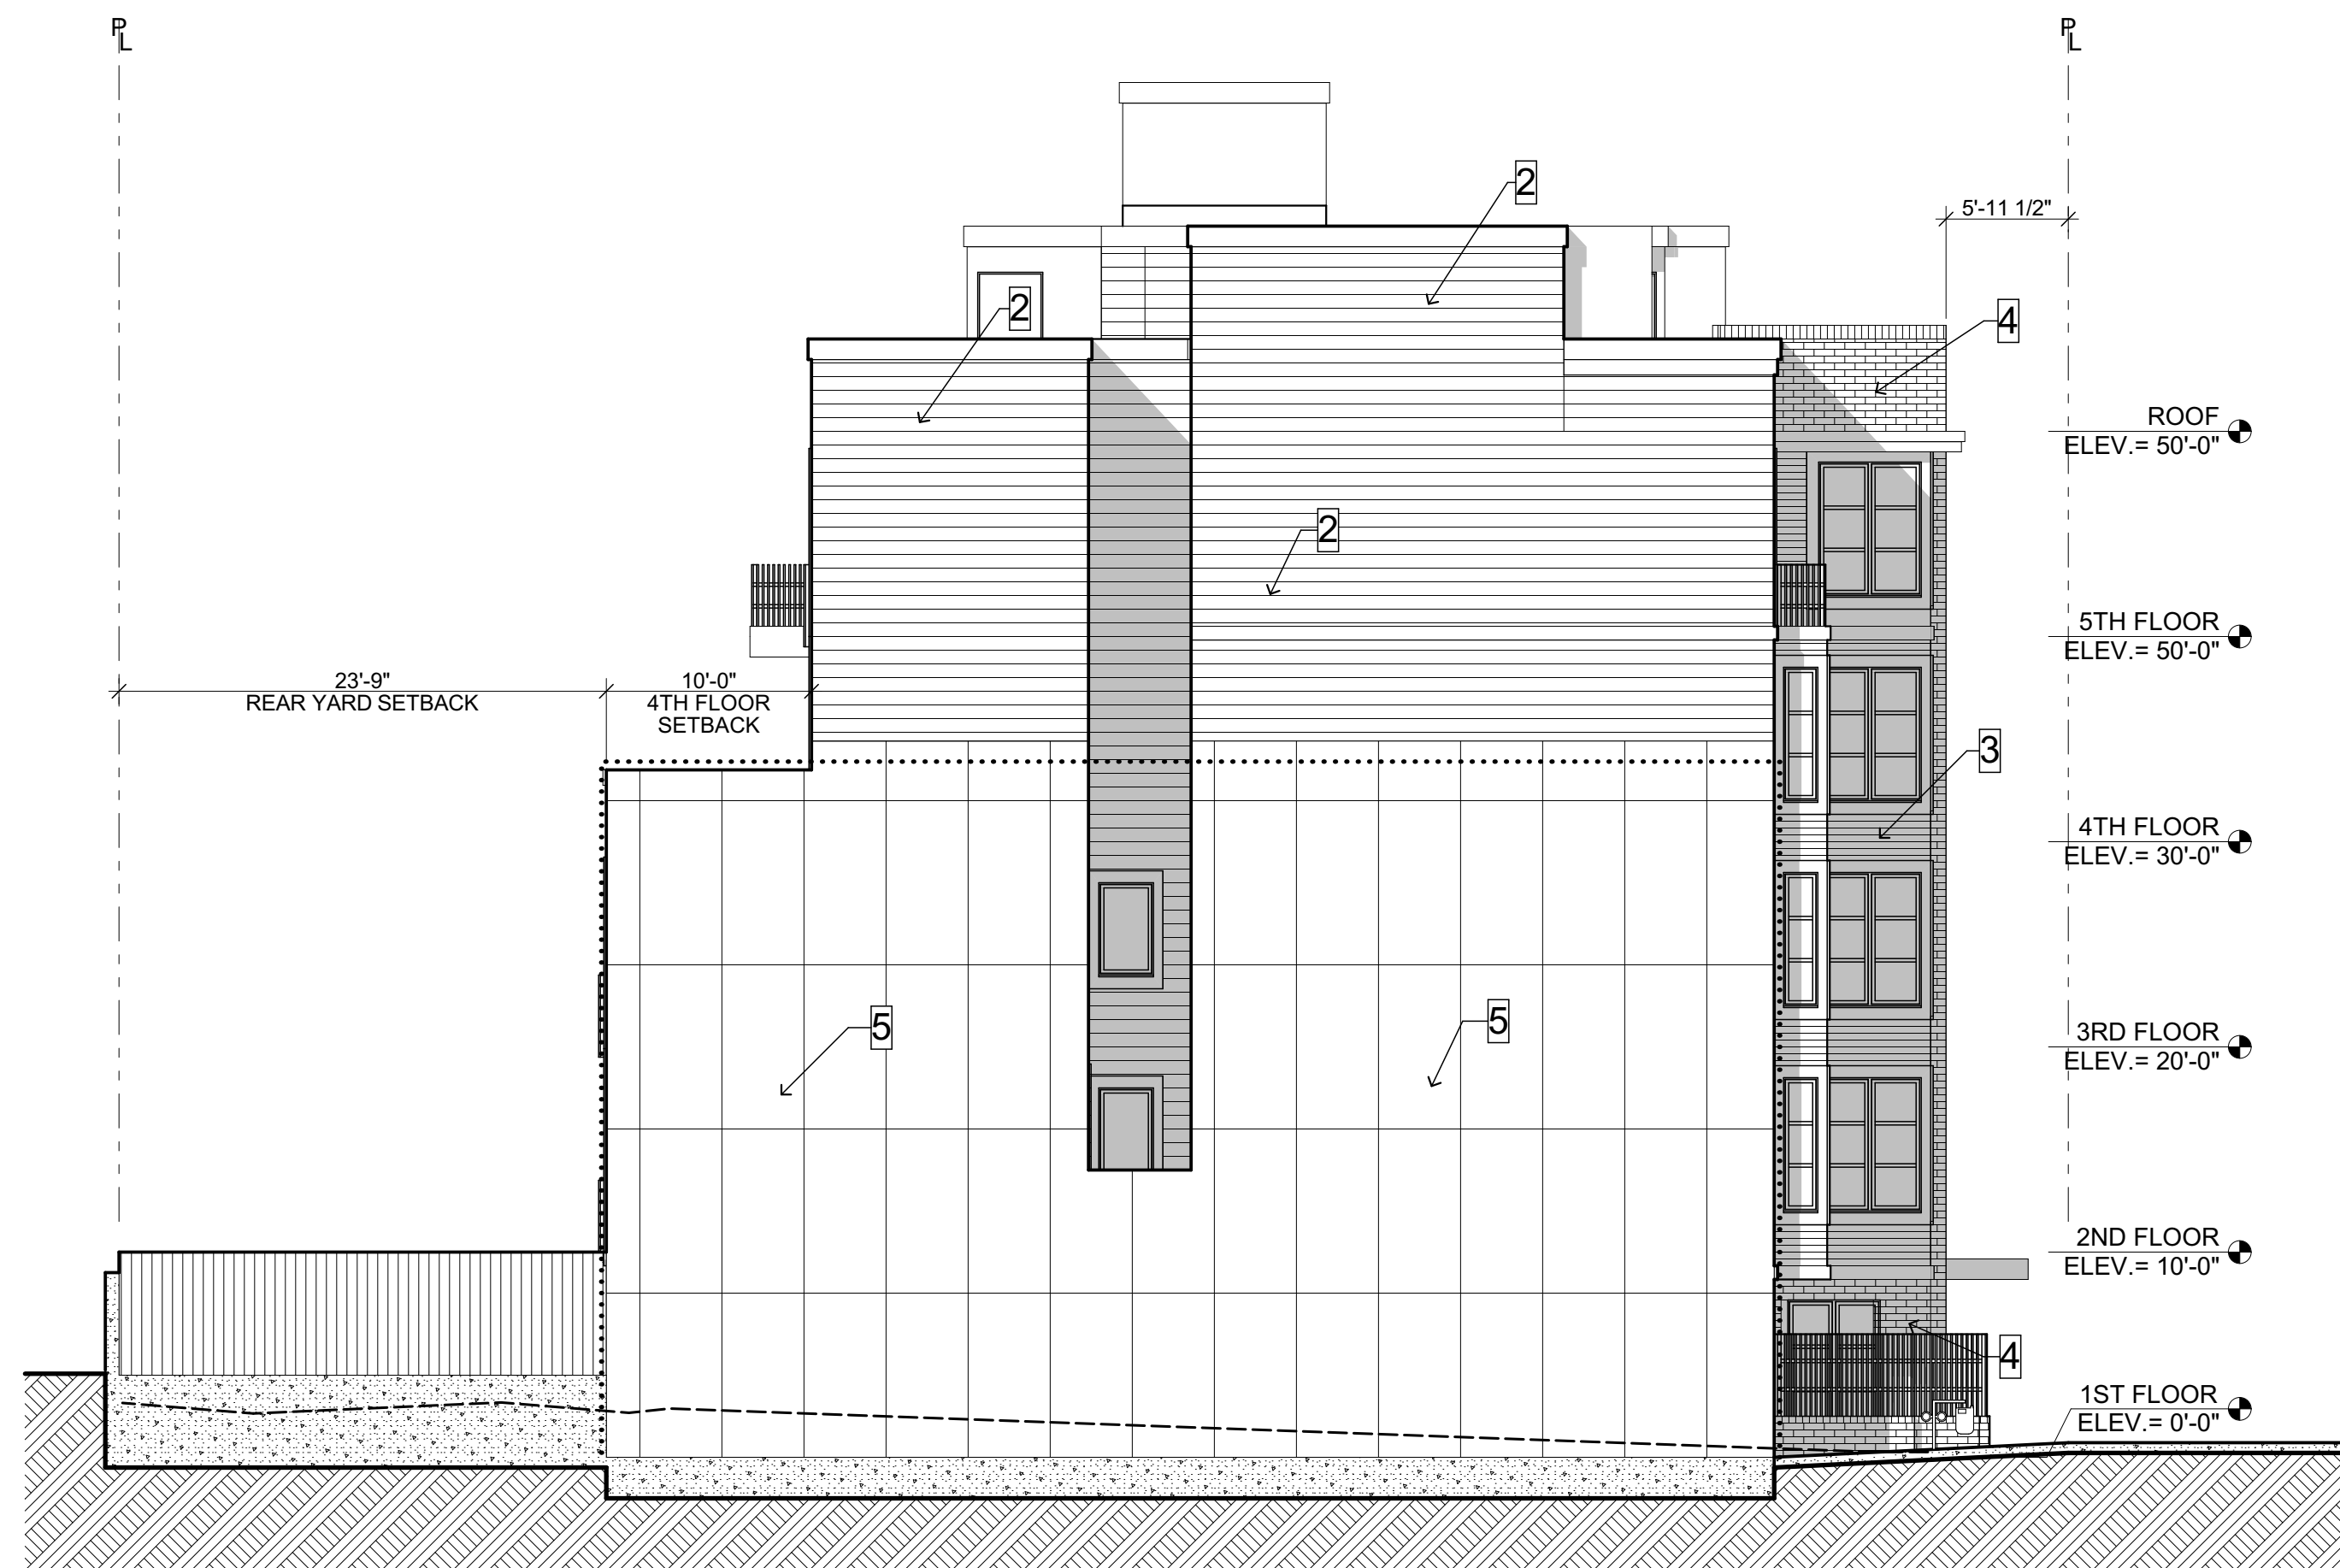 PL
PL
2
5'-11 1/2"
2
4
ROOF
ELEV.= 50'-0"
2
5TH FLOOR
ELEV.= 50'-0"
23'-9"
REAR YARD SETBACK
10'-0"
4TH FLOOR
SETBACK
3
4TH FLOOR
ELEV.= 30'-0"
5
5
3RD FLOOR
ELEV.= 20'-0"
2ND FLOOR
ELEV.= 10'-0"
4
1ST FLOOR
ELEV.= 0'-0"